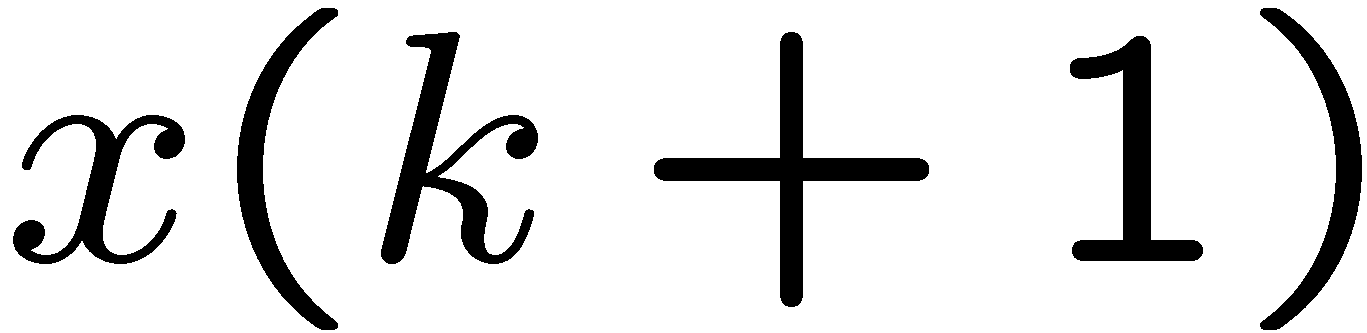 x(k + 1)